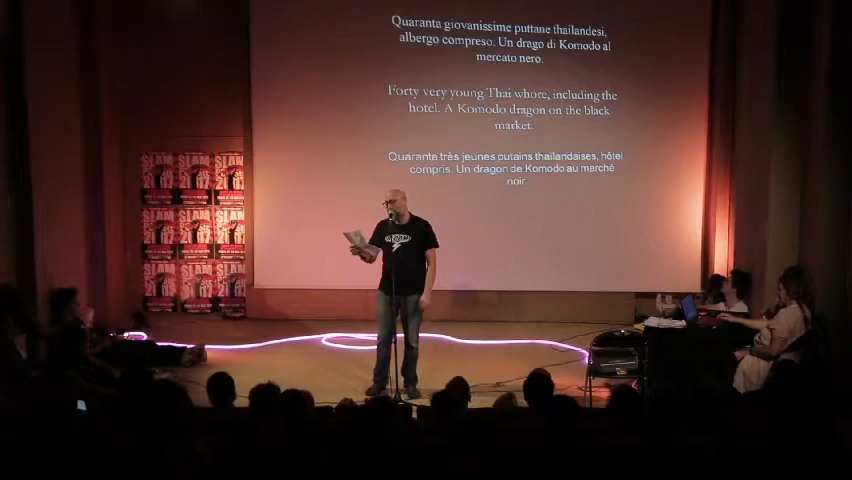 Quaranta giovanissime puttane thailandesi,
albergo compreso. Un drago di Komodo al
mercato nero.
Forty very young Thai whore, including the
hotel. A Komodo dragon on the black
market.
Quarante très jeunes putains thaïlandaises, hôtel
compris. Un dragon de Komodo au marché
noir.
SLAM SLAM SLAM
SLAM SLAM SLAM
SLAM SLAM SLAM